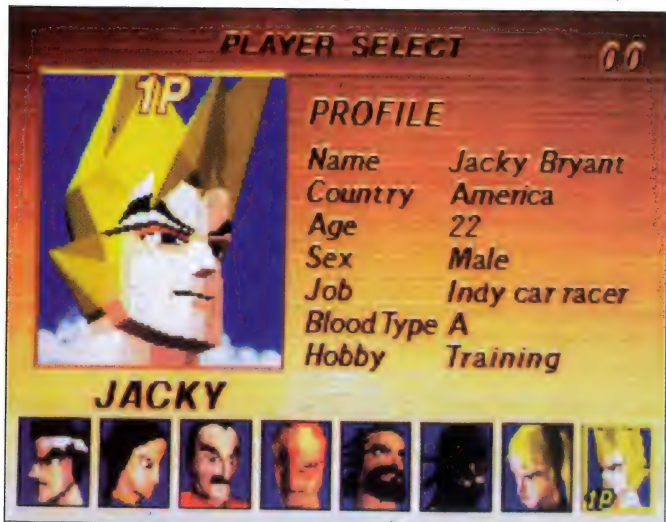 PLAYER SELECT 00
1P
PROFILE
Name Jacky Bryant
Country America
Age 22
Sex Male
Job Indy car racer
Blood Type A
Hobby Training
JACKY
1P